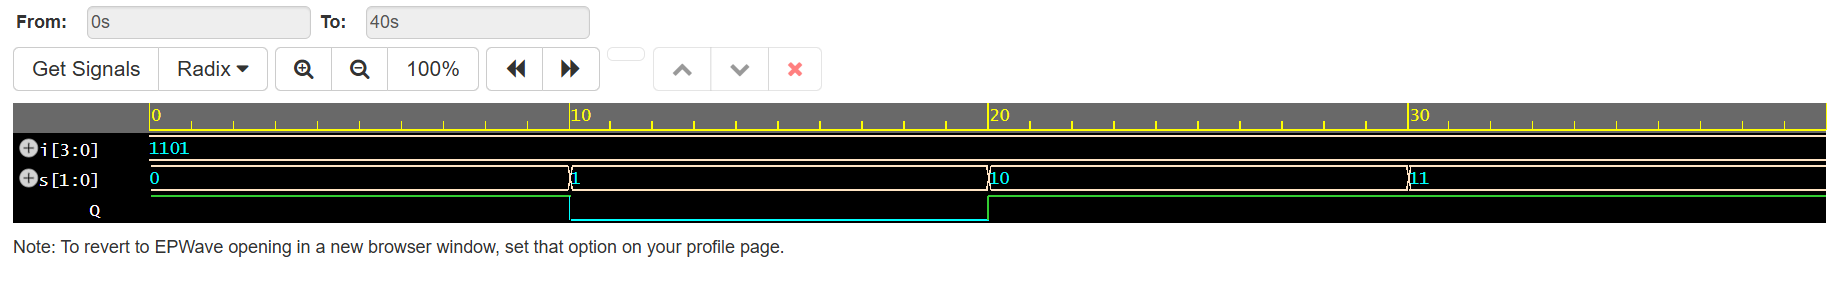 From: 0s To: 40s
Get Signals Radix 100%
0 10 20 30
i[3:0] 1101
s[1:0] 0 1 10 11
Q
Note: To revert to EPWave opening in a new browser window, set that option on your profile page.